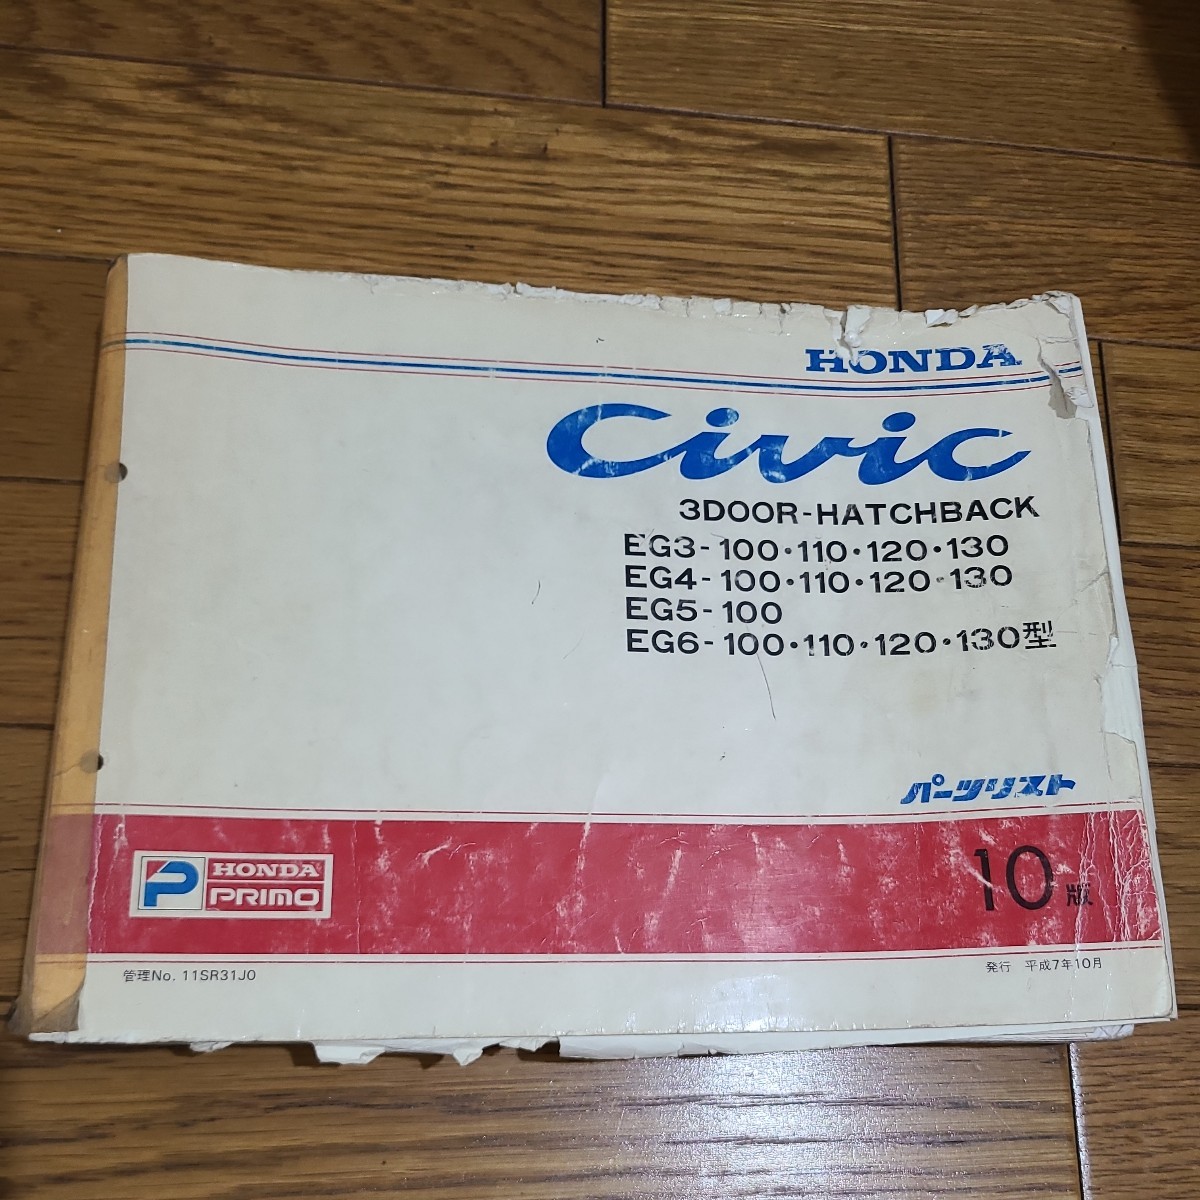 HONDA
Civic
3DOOR-HATCHBACK
EG3-100・110・120・130
EG4-100・110・120・130
EG5-100
EG6-100・110・120・130型
パーツリスト
10版
P HONDA
PRIMO
管理No. 11SR31J0
発行 平成7年10月